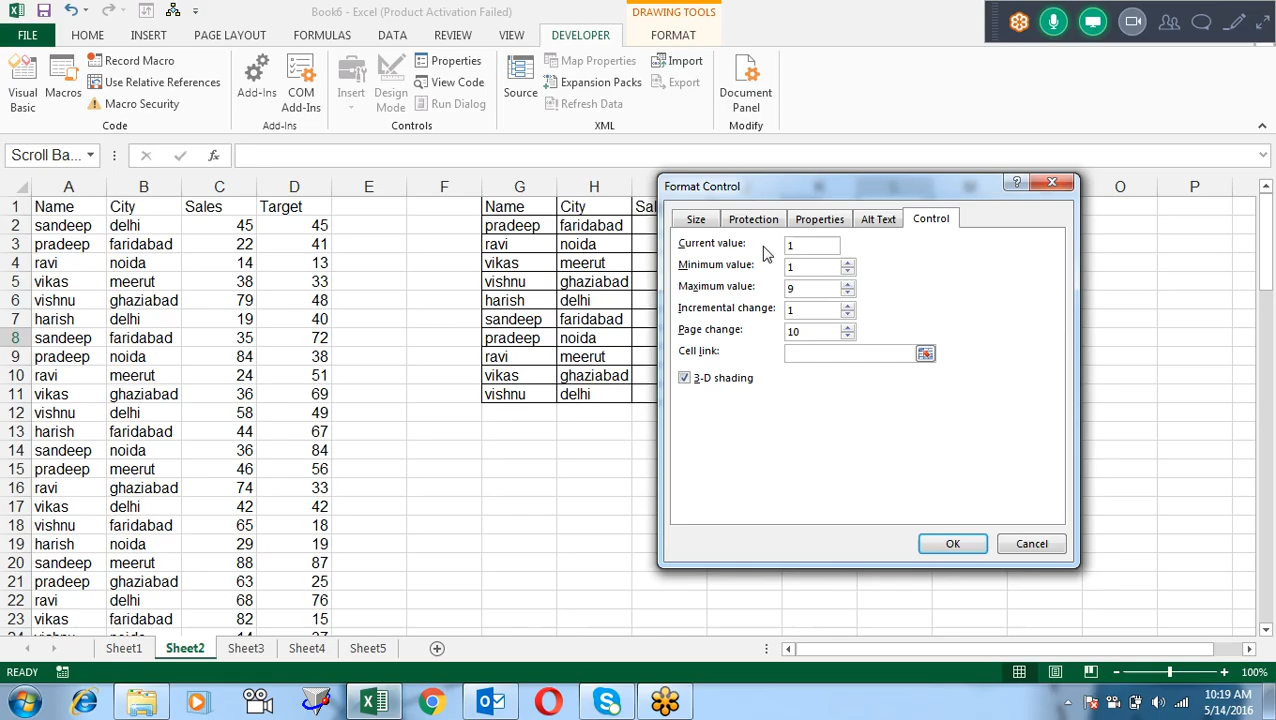 Book6 - Excel (Product Activation Failed)
DRAWING TOOLS
FILE HOME INSERT PAGE LAYOUT FORMULAS DATA REVIEW VIEW DEVELOPER FORMAT
Visual Basic
Macros
Record Macro
Use Relative References
Macro Security
Code
Add-Ins
COM Add-Ins
Add-Ins
Insert
Design Mode
Properties
View Code
Run Dialog
Controls
Source
Map Properties
Expansion Packs
Refresh Data
Import
Export
XML
Document Panel
Modify
Scroll Ba...
fx
A B C D E F G H O P
1 Name City Sales Target Name City Sal
2 sandeep delhi 45 45 pradeep faridabad
3 pradeep faridabad 22 41 ravi noida
4 ravi noida 14 13 vikas meerut
5 vikas meerut 38 33 vishnu ghaziabad
6 vishnu ghaziabad 79 48 harish delhi
7 harish delhi 19 40 sandeep faridabad
8 sandeep faridabad 35 72 pradeep noida
9 pradeep noida 84 38 ravi meerut
10 ravi meerut 24 51 vikas ghaziabad
11 vikas ghaziabad 36 69 vishnu delhi
12 vishnu delhi 58 49
13 harish faridabad 44 67
14 sandeep noida 36 84
15 pradeep meerut 46 56
16 ravi ghaziabad 74 33
17 vikas delhi 42 42
18 vishnu faridabad 65 18
19 harish noida 29 19
20 sandeep meerut 88 87
21 pradeep ghaziabad 63 25
22 ravi delhi 68 76
23 vikas faridabad 82 15
Format Control
Size Protection Properties Alt Text Control
Current value: 1
Minimum value: 1
Maximum value: 9
Incremental change: 1
Page change: 10
Cell link:
3-D shading
OK Cancel
Sheet1 Sheet2 Sheet3 Sheet4 Sheet5
READY
100%
10:19 AM
5/14/2016